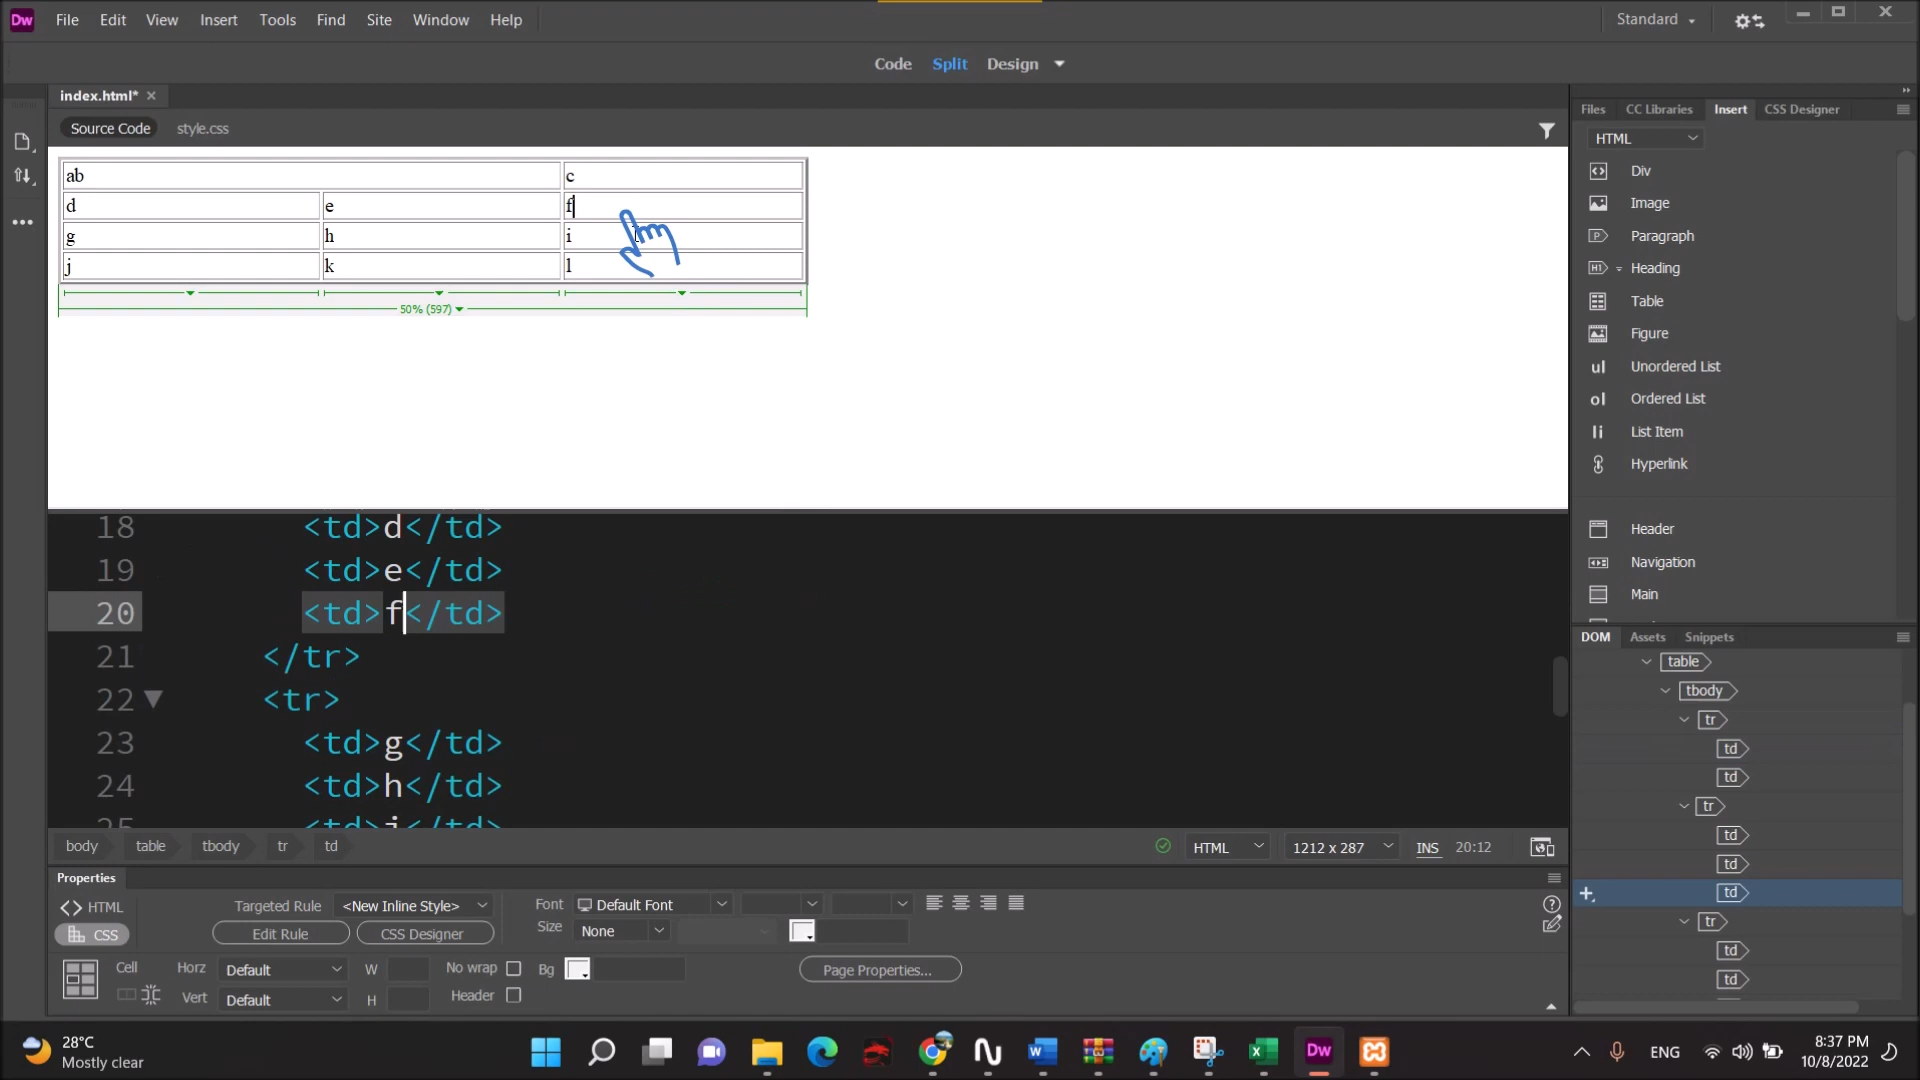 Dw File Edit View Insert Tools Find Site Window Help Standard
Code Split Design
index.html*
Files CC Libraries Insert CSS Designer
Source Code style.css
HTML
ab c
d e f
g h i
j k l
50% (597)
Div
Image
Paragraph
Heading
Table
Figure
ul Unordered List
ol Ordered List
li List Item
Hyperlink
Header
Navigation
Main
18 <td>d</td>
19 <td>e</td>
20 <td>f</td>
21 </tr>
22 <tr>
23 <td>g</td>
24 <td>h</td>
25 <td>i</td>
DOM Assets Snippets
table
tbody
tr
td
td
tr
td
td
td
tr
td
td
body table tbody tr td HTML 1212 x 287 INS 20:12
Properties
HTML Targeted Rule <New Inline Style> Font Default Font
CSS Edit Rule CSS Designer Size None
Cell Horz Default W No wrap Bg Page Properties...
Vert Default H Header
28°C
Mostly clear
ENG
8:37 PM
10/8/2022